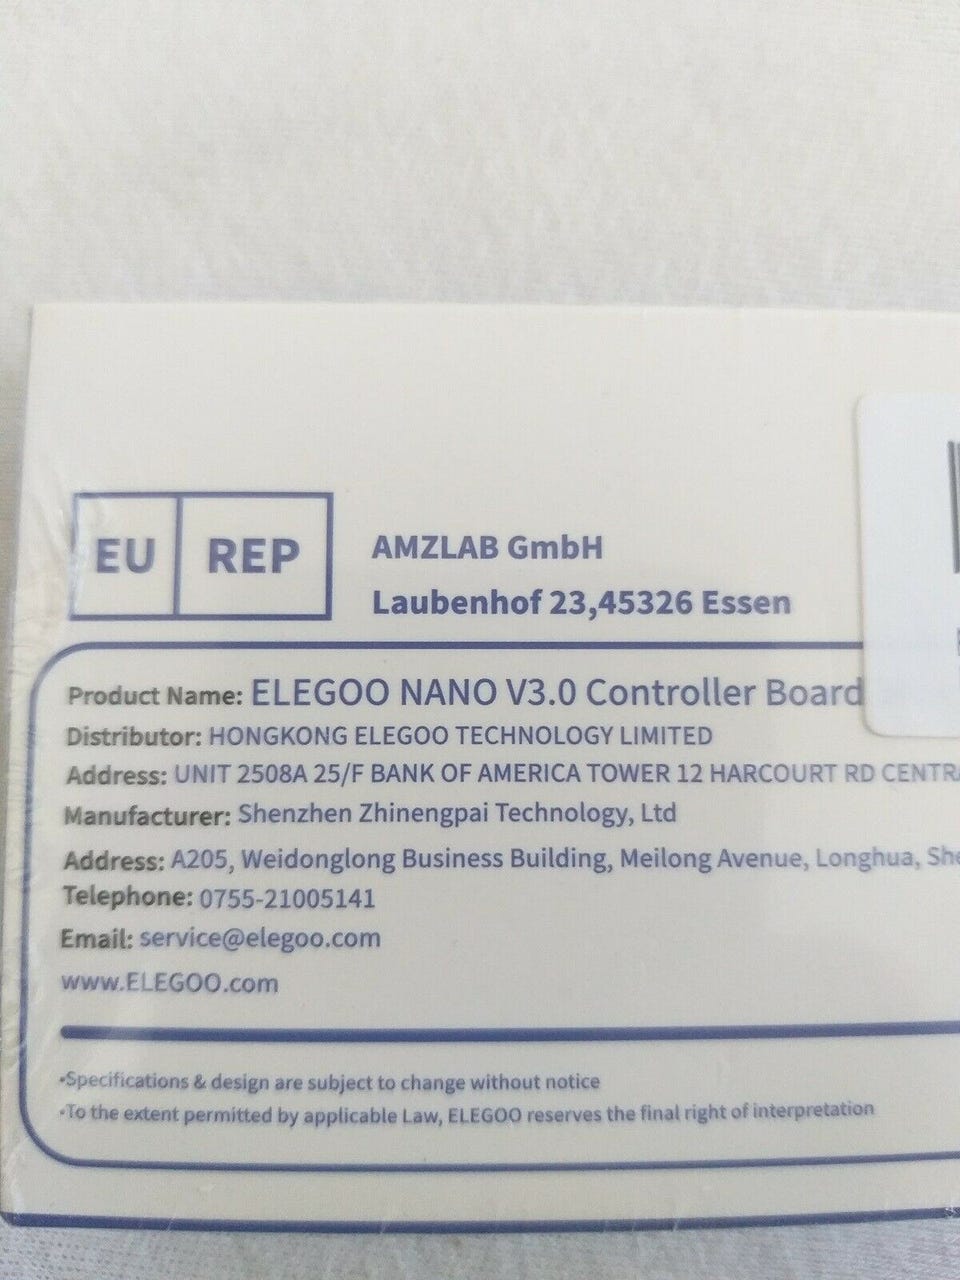 EU REP
AMZLAB GmbH
Laubenhof 23,45326 Essen
Product Name: ELEGOO NANO V3.0 Controller Board
Distributor: HONGKONG ELEGOO TECHNOLOGY LIMITED
Address: UNIT 2508A 25/F BANK OF AMERICA TOWER 12 HARCOURT RD
Manufacturer: Shenzhen Zhinengpai Technology, Ltd
Address: A205, Weidonglong Business Building, Meilong Avenue, Longhua,
Telephone: 0755-21005141
Email: service@elegoo.com
www.ELEGOO.com
•Specifications & design are subject to change without notice
•To the extent permitted by applicable Law, ELEGOO reserves the final right of interpretation